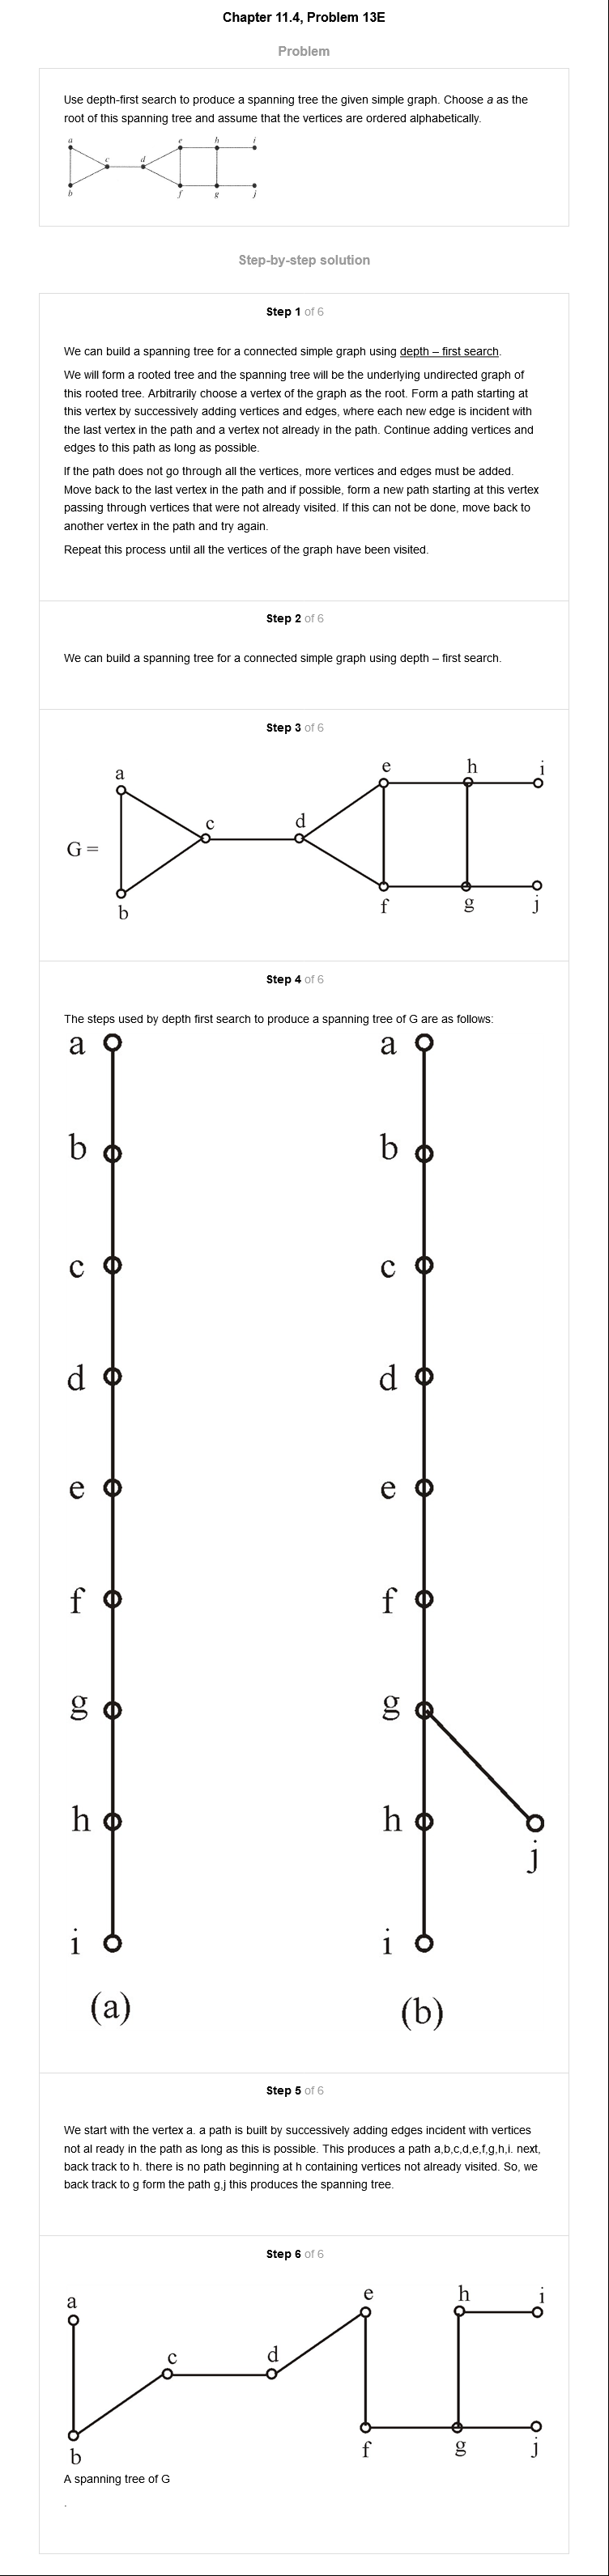 Chapter 11.4, Problem 13E
Problem
Use depth-first search to produce a spanning tree the given simple graph. Choose a as the
root of this spanning tree and assume that the vertices are ordered alphabetically.
a e h i
c d
b f g j
Step-by-step solution
Step 1 of 6
We can build a spanning tree for a connected simple graph using depth – first search.
We will form a rooted tree and the spanning tree will be the underlying undirected graph of
this rooted tree. Arbitrarily choose a vertex of the graph as the root. Form a path starting at
this vertex by successively adding vertices and edges, where each new edge is incident with
the last vertex in the path and a vertex not already in the path. Continue adding vertices and
edges to this path as long as possible.
If the path does not go through all the vertices, more vertices and edges must be added.
Move back to the last vertex in the path and if possible, form a new path starting at this vertex
passing through vertices that were not already visited. If this can not be done, move back to
another vertex in the path and try again.
Repeat this process until all the vertices of the graph have been visited.
Step 2 of 6
We can build a spanning tree for a connected simple graph using depth – first search.
Step 3 of 6
a e h i
c d
G =
b f g j
Step 4 of 6
The steps used by depth first search to produce a spanning tree of G are as follows:
a a
b b
c c
d d
e e
f f
g g
h h
j
i i
(a) (b)
Step 5 of 6
We start with the vertex a. a path is built by successively adding edges incident with vertices
not al ready in the path as long as this is possible. This produces a path a,b,c,d,e,f,g,h,i. next,
back track to h. there is no path beginning at h containing vertices not already visited. So, we
back track to g form the path g,j this produces the spanning tree.
Step 6 of 6
a e h i
c d
b f g j
A spanning tree of G
.